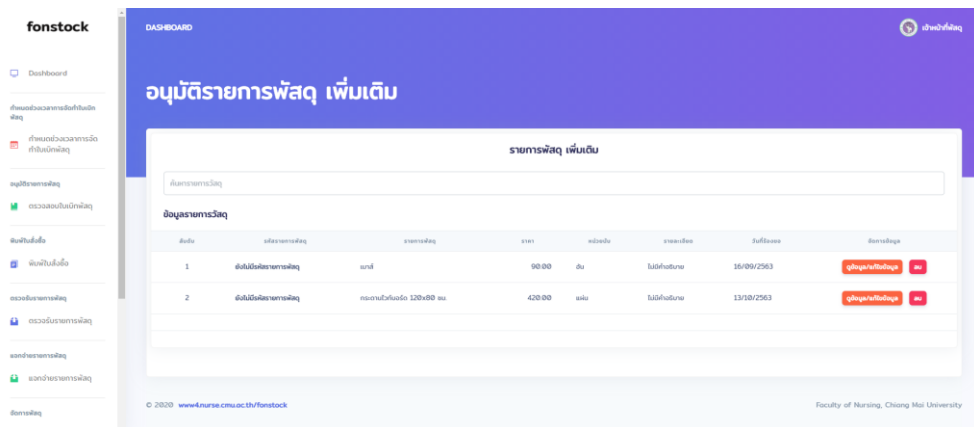 fonstock
DASHBOARD
เจ้าหน้าที่พัสดุ
Dashboard
กำหนดช่วงเวลาการจัดทำใบเบิก
พัสดุ
กำหนดช่วงเวลาการจัด
ทำใบเบิกพัสดุ
อนุมัติรายการพัสดุ
ตรวจสอบใบเบิกพัสดุ
พิมพ์ใบสั่งซื้อ
พิมพ์ใบสั่งซื้อ
ตรวจรับรายการพัสดุ
ตรวจรับรายการพัสดุ
แจกจ่ายรายการพัสดุ
แจกจ่ายรายการพัสดุ
จัดการพัสดุ
อนุมัติรายการพัสดุ เพิ่มเติม
รายการพัสดุ เพิ่มเติม
ค้นหารายการวัสดุ
ข้อมูลรายการวัสดุ
ลำดับ รหัสรายการพัสดุ รายการพัสดุ ราคา หน่วยนับ รายละเอียด วันที่ร้องขอ จัดการข้อมูล
1 ยังไม่มีรหัสรายการพัสดุ เมาส์ 90.00 อัน ไม่มีคำอธิบาย 16/09/2563 ดูข้อมูล/แก้ไขข้อมูล ลบ
2 ยังไม่มีรหัสรายการพัสดุ กระดานไวท์บอร์ด 120x80 ซม. 420.00 แผ่น ไม่มีคำอธิบาย 13/10/2563 ดูข้อมูล/แก้ไขข้อมูล ลบ
© 2020 www4.nurse.cmu.ac.th/fonstock
Faculty of Nursing, Chiang Mai University